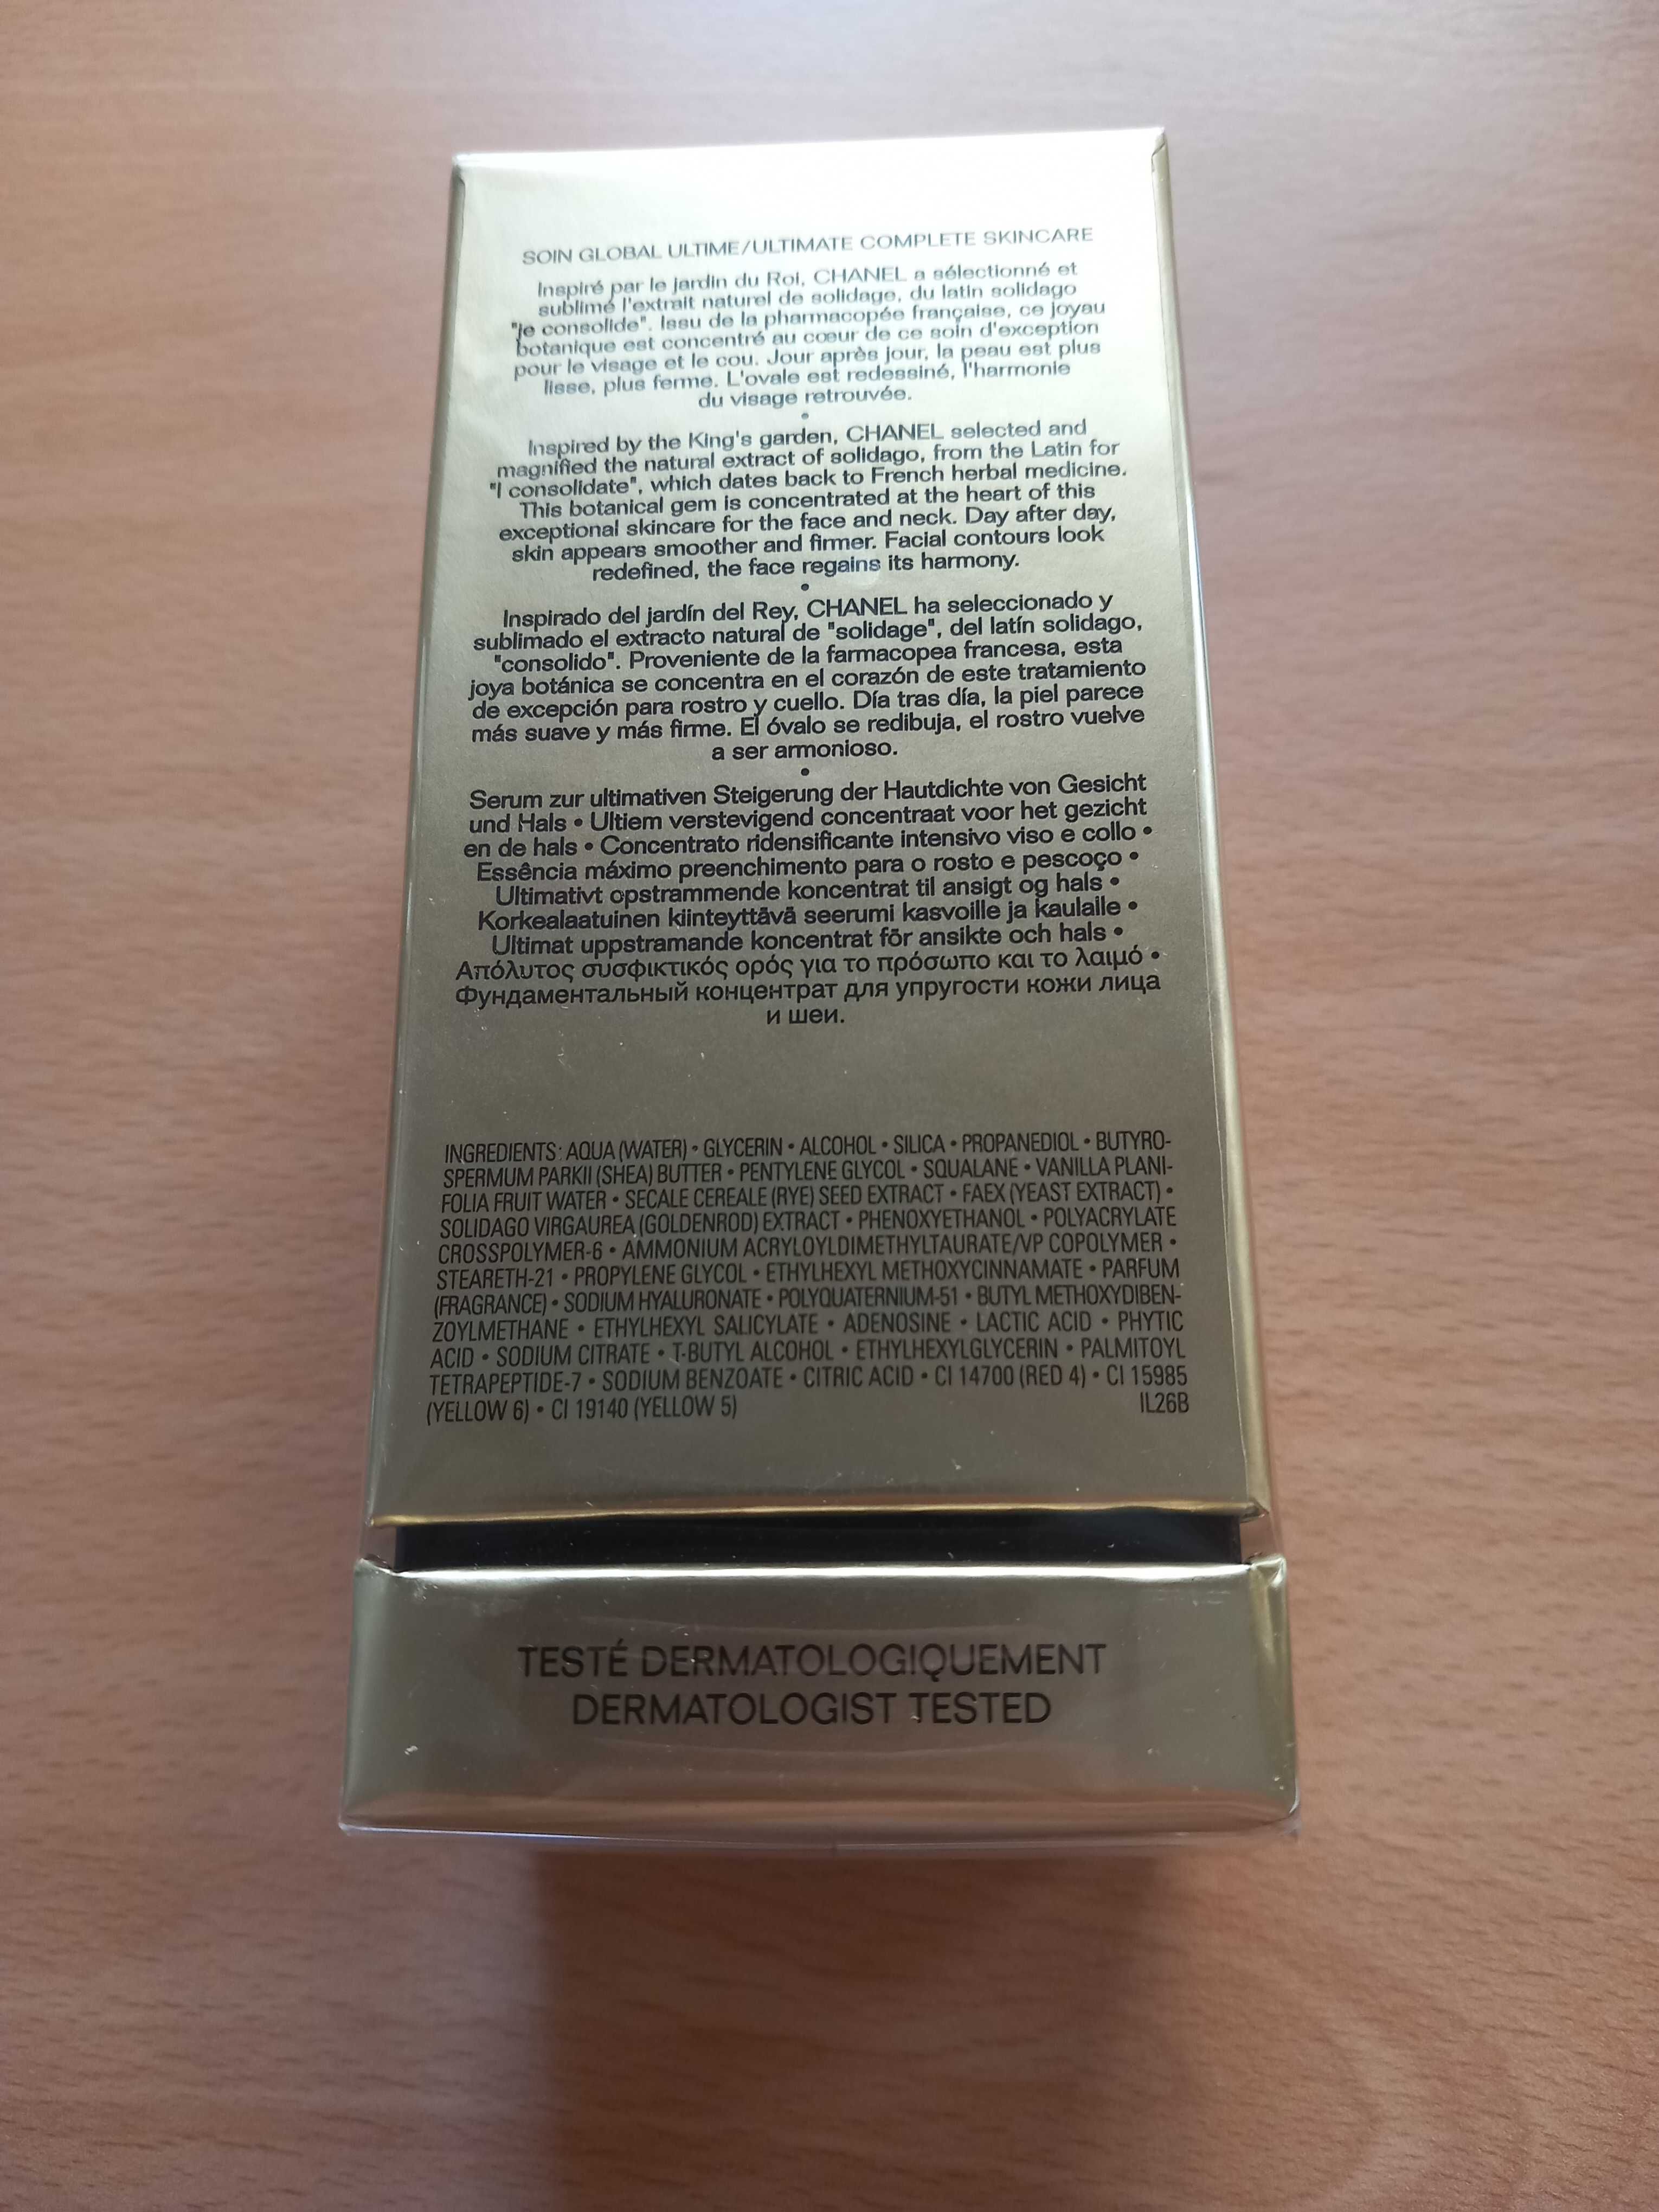 SOIN GLOBAL ULTIME/ULTIMATE COMPLETE SKINCARE
Inspiré par le jardin du Roi, CHANEL a sélectionné et
sublimé l'extrait naturel de solidage, du latin solidago
"je consolide". Issu de la pharmacopée française, ce joyau
botanique est concentré au cœur de ce soin d'exception
pour le visage et le cou. Jour après jour, la peau est plus
lisse, plus ferme. L'ovale est redessiné, l'harmonie
du visage retrouvée.
•
Inspired by the King's garden, CHANEL selected and
magnified the natural extract of solidago, from the Latin for
"I consolidate", which dates back to French herbal medicine.
This botanical gem is concentrated at the heart of this
exceptional skincare for the face and neck. Day after day,
skin appears smoother and firmer. Facial contours look
redefined, the face regains its harmony.
•
Inspirado del jardín del Rey, CHANEL ha seleccionado y
sublimado el extracto natural de "solidage", del latín solidago,
"consolido". Proveniente de la farmacopea francesa, esta
joya botánica se concentra en el corazón de este tratamiento
de excepción para rostro y cuello. Día tras día, la piel parece
más suave y más firme. El óvalo se redibuja, el rostro vuelve
a ser armonioso.
•
Serum zur ultimativen Steigerung der Hautdichte von Gesicht
und Hals • Ultiem verstevigend concentraat voor het gezicht
en de hals • Concentrato ridensificante intensivo viso e collo •
Essência máximo preenchimento para o rosto e pescoço •
Ultimativt opstrammende koncentrat til ansigt og hals •
Korkealaatuinen kiinteyttävä seerumi kasvoille ja kaulalle •
Ultimat uppstramande koncentrat för ansikte och hals •
Απόλυτος συσφικτικός ορός για το πρόσωπο και το λαιμό •
Фундаментальный концентрат для упругости кожи лица
и шеи.
INGREDIENTS: AQUA (WATER) • GLYCERIN • ALCOHOL • SILICA • PROPANEDIOL • BUTYRO-
SPERMUM PARKII (SHEA) BUTTER • PENTYLENE GLYCOL • SQUALANE • VANILLA PLANI-
FOLIA FRUIT WATER • SECALE CEREALE (RYE) SEED EXTRACT • FAEX (YEAST EXTRACT) •
SOLIDAGO VIRGAUREA (GOLDENROD) EXTRACT • PHENOXYETHANOL • POLYACRYLATE
CROSSPOLYMER-6 • AMMONIUM ACRYLOYLDIMETHYLTAURATE/VP COPOLYMER •
STEARETH-21 • PROPYLENE GLYCOL • ETHYLHEXYL METHOXYCINNAMATE • PARFUM
(FRAGRANCE) • SODIUM HYALURONATE • POLYQUATERNIUM-51 • BUTYL METHOXYDIBEN-
ZOYLMETHANE • ETHYLHEXYL SALICYLATE • ADENOSINE • LACTIC ACID • PHYTIC
ACID • SODIUM CITRATE • T-BUTYL ALCOHOL • ETHYLHEXYLGLYCERIN • PALMITOYL
TETRAPEPTIDE-7 • SODIUM BENZOATE • CITRIC ACID • CI 14700 (RED 4) • CI 15985
(YELLOW 6) • CI 19140 (YELLOW 5) IL26B
TESTÉ DERMATOLOGIQUEMENT
DERMATOLOGIST TESTED